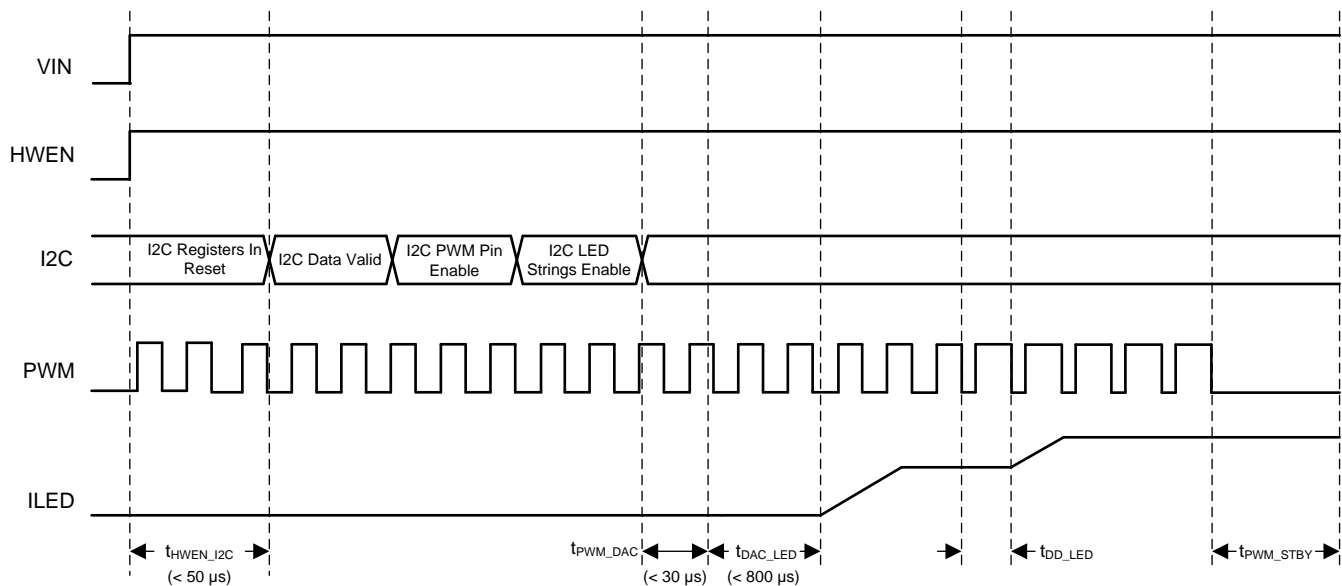 VIN
HWEN
I2C
I2C Registers In
Reset
I2C Data Valid
I2C PWM Pin
Enable
I2C LED
Strings Enable
PWM
ILED
tHWEN_I2C
(< 50 µs)
tPWM_DAC
(< 30 µs)
tDAC_LED
(< 800 µs)
tDD_LED
tPWM_STBY